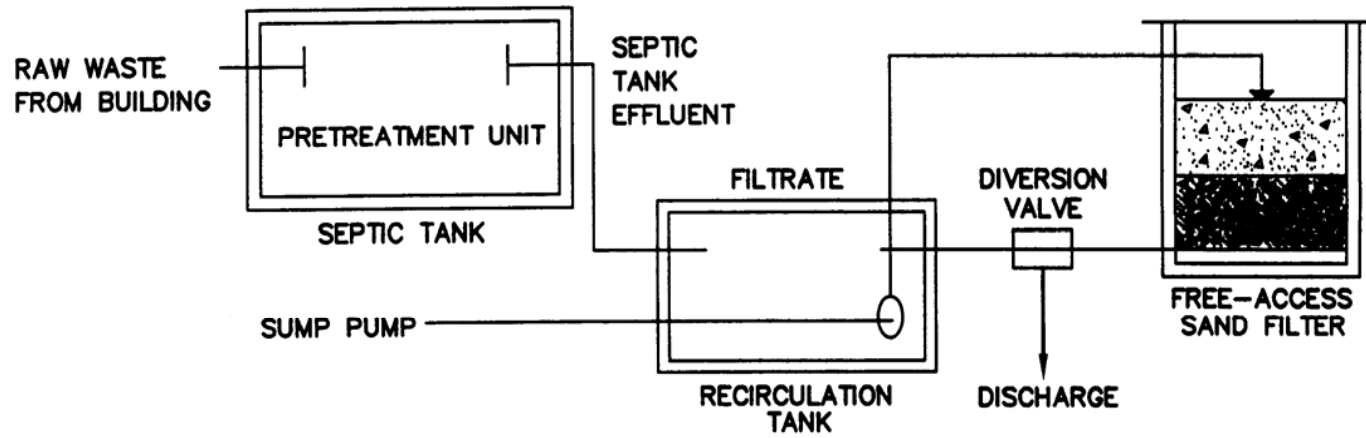 RAW WASTE
FROM BUILDING
PRETREATMENT UNIT
SEPTIC TANK
SEPTIC
TANK
EFFLUENT
FILTRATE
SUMP PUMP
RECIRCULATION
TANK
DIVERSION
VALVE
DISCHARGE
FREE-ACCESS
SAND FILTER